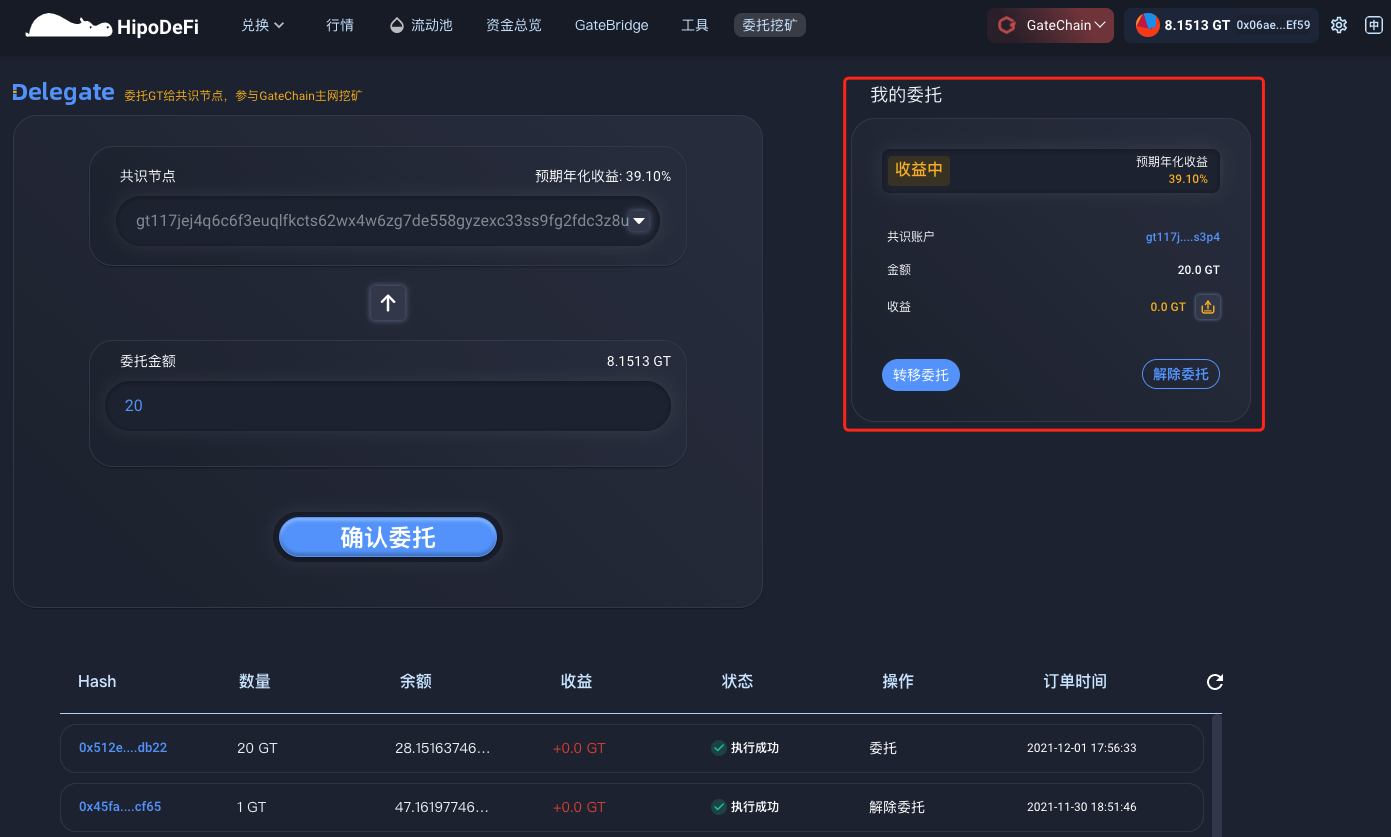 HipoDeFi 兑换 行情 流动池 资金总览 GateBridge 工具 委托挖矿 GateChain 8.1513 GT 0x06ae...Ef59 中
Delegate 委托GT给共识节点，参与GateChain主网挖矿
共识节点 预期年化收益: 39.10%
gt117jej4q6c6f3euqlfkcts62wx4w6zg7de558gyzexc33ss9fg2fdc3z8u
委托金额 8.1513 GT
20
确认委托
我的委托
收益中 预期年化收益
39.10%
共识账户 gt117j....s3p4
金额 20.0 GT
收益 0.0 GT
转移委托 解除委托
Hash 数量 余额 收益 状态 操作 订单时间
0x512e....db22 20 GT 28.15163746... +0.0 GT 执行成功 委托 2021-12-01 17:56:33
0x45fa....cf65 1 GT 47.16197746... +0.0 GT 执行成功 解除委托 2021-11-30 18:51:46